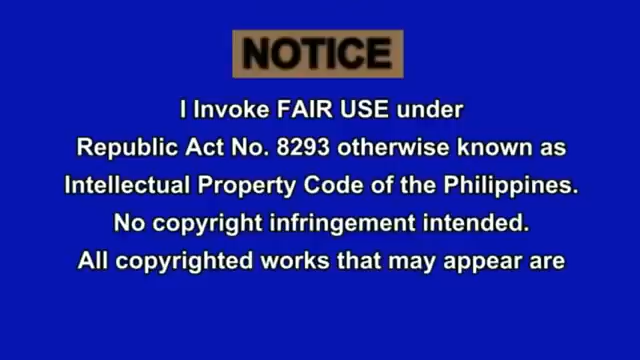 NOTICE
I Invoke FAIR USE under
Republic Act No. 8293 otherwise known as
Intellectual Property Code of the Philippines.
No copyright infringement intended.
All copyrighted works that may appear are